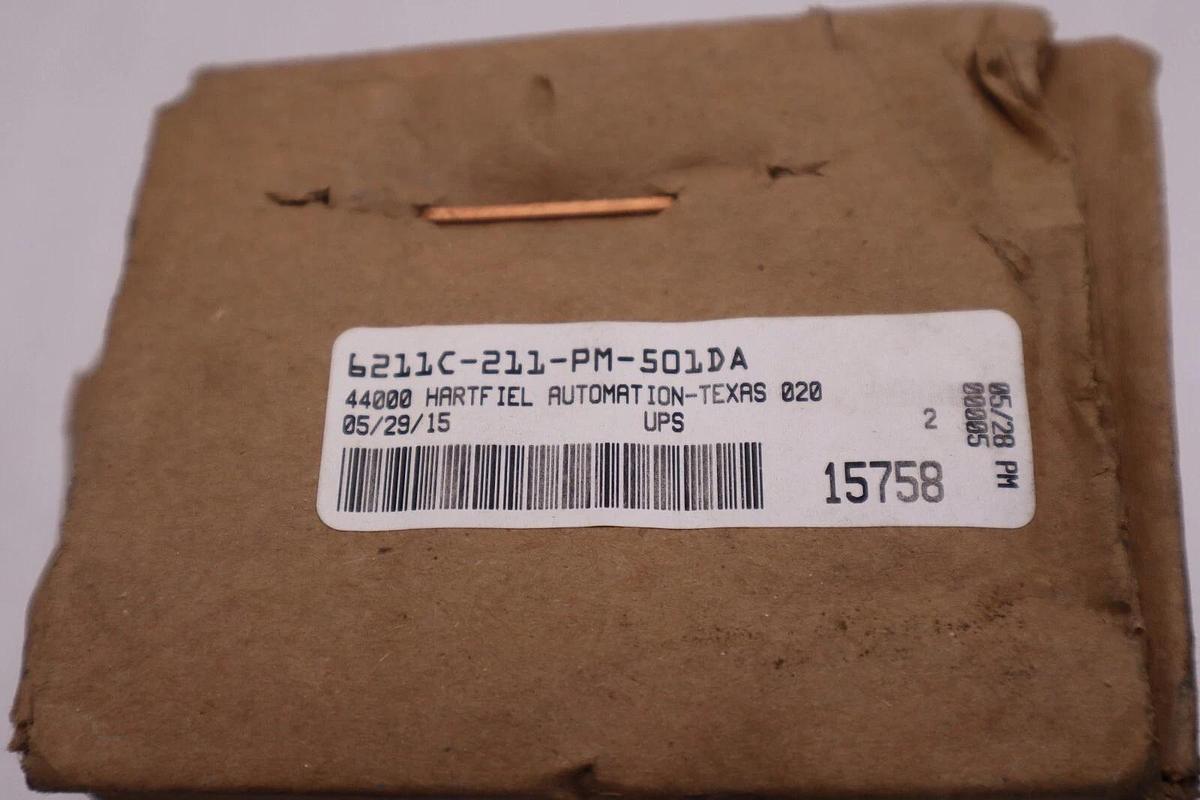 6211C-211-PM-501DA
44000 HARTFIEL AUTOMATION-TEXAS 020
05/29/15 UPS 2
15758
05/28 PM
00005